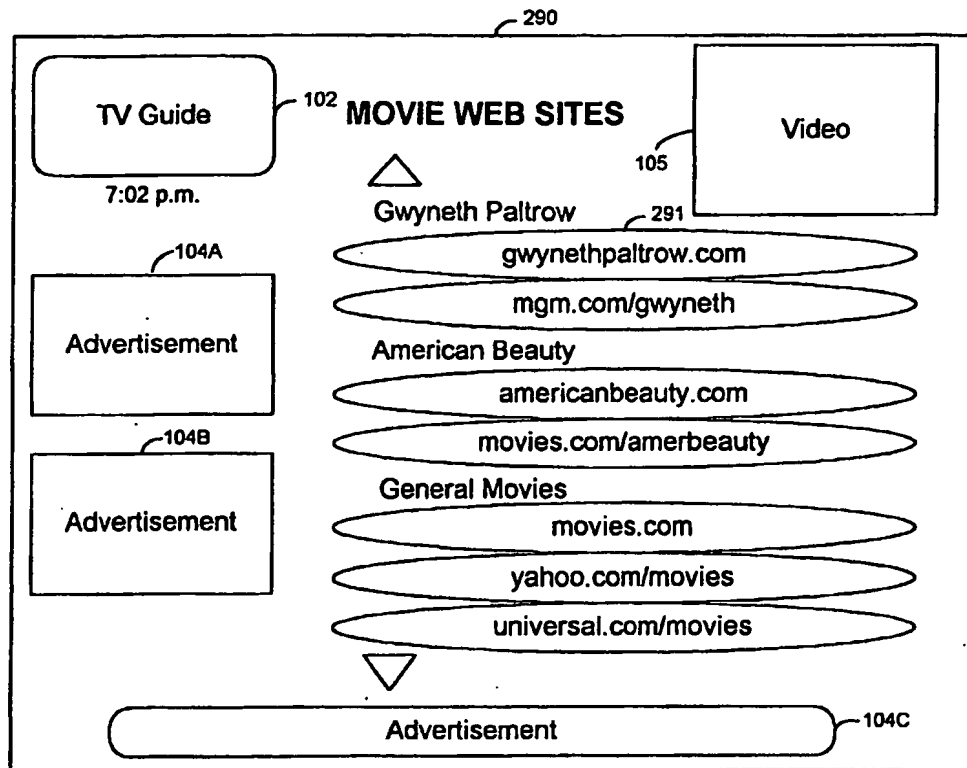 290
TV Guide
102
MOVIE WEB SITES
Video
105
7:02 p.m.
Gwyneth Paltrow
291
gwynethpaltrow.com
104A
mgm.com/gwyneth
Advertisement
American Beauty
americanbeauty.com
104B
movies.com/amerbeauty
Advertisement
General Movies
movies.com
yahoo.com/movies
universal.com/movies
Advertisement
104C